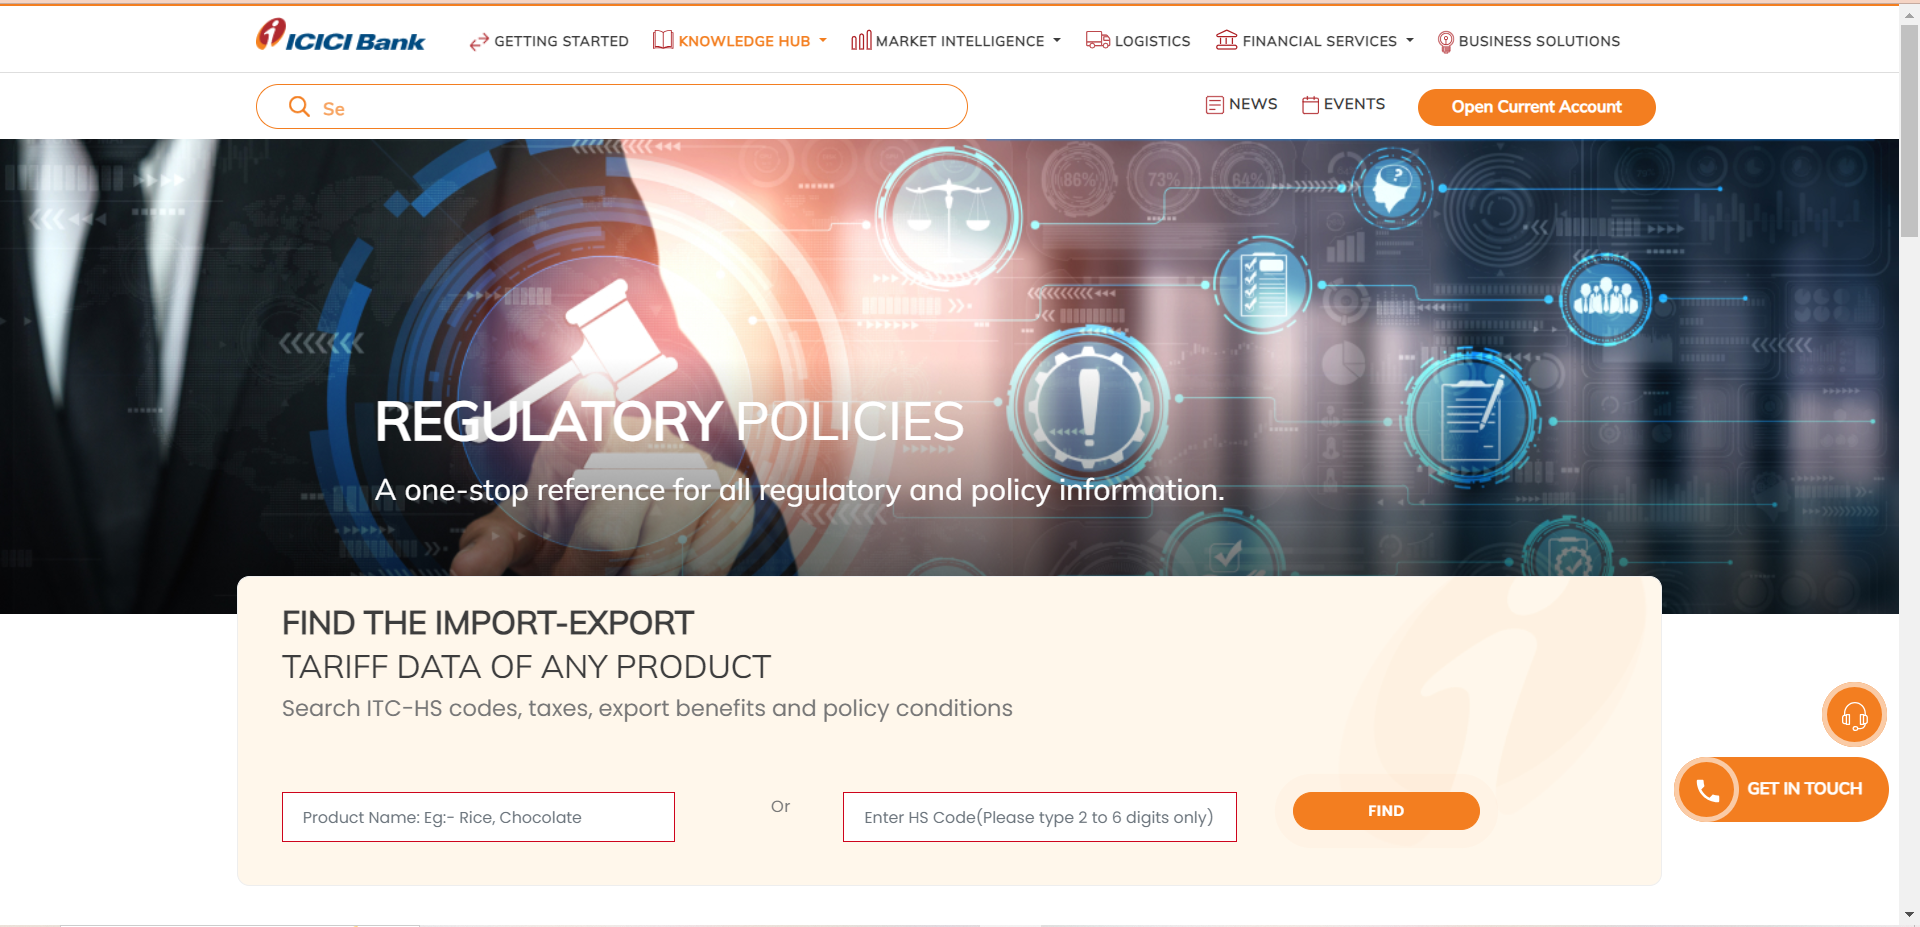 ICICI Bank
GETTING STARTED
KNOWLEDGE HUB
MARKET INTELLIGENCE
LOGISTICS
FINANCIAL SERVICES
BUSINESS SOLUTIONS
Se
NEWS
EVENTS
Open Current Account
86%
73%
64%
REGULATORY POLICIES
A one-stop reference for all regulatory and policy information.
FIND THE IMPORT-EXPORT
TARIFF DATA OF ANY PRODUCT
Search ITC-HS codes, taxes, export benefits and policy conditions
Product Name: Eg:- Rice, Chocolate
Or
Enter HS Code(Please type 2 to 6 digits only)
FIND
GET IN TOUCH